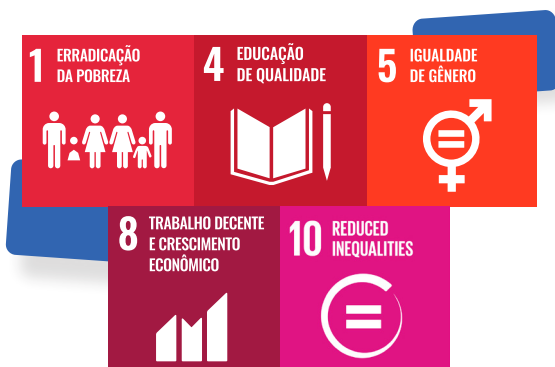 1 ERRADICAÇÃO
DA POBREZA
4 EDUCAÇÃO
DE QUALIDADE
5 IGUALDADE
DE GÊNERO
8 TRABALHO DECENTE
E CRESCIMENTO
ECONÔMICO
10 REDUCED
INEQUALITIES